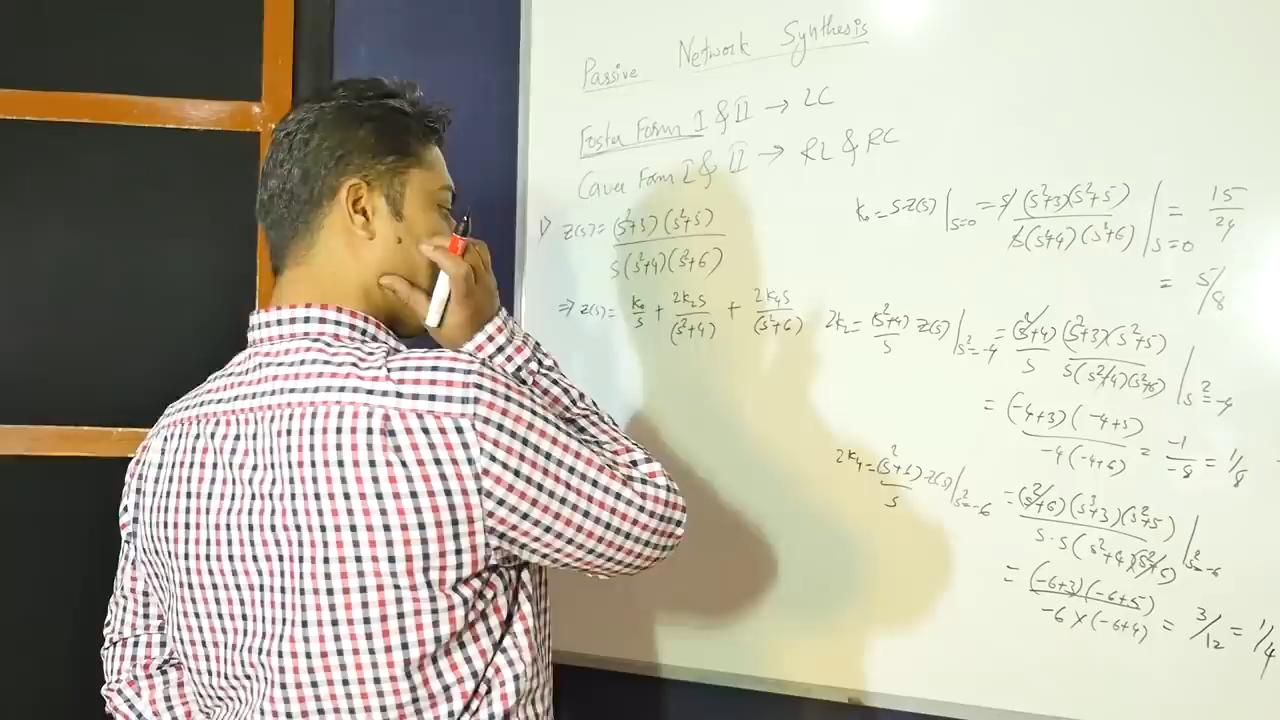 Passive Network Synthesis
Foster Form I & II → LC
Cauer Form I & II → RL & RC
1) Z(s) = (s²+3)(s²+5) / s(s²+4)(s²+6)
⇒ Z(s) = k₀/s + 2k₂s/(s²+4) + 2k₄s/(s²+6)
k₀ = s·Z(s)|s=0 = s(s²+3)(s²+5) / s(s²+4)(s²+6) |s=0 = 15/24
= 5/8
2k₂ = (s²+4)/s Z(s)|s²=-4 = (s²+4)/s (s²+3)(s²+5) / s(s²+4)(s²+6) |s²=-4
= (-4+3)(-4+5) / -4(-4+6) = -1/-8 = 1/8
2k₄ = (s²+6)/s Z(s)|s²=-6 = (s²+6)(s²+3)(s²+5) / s·s(s²+4)(s²+6) |s²=-6
= (-6+3)(-6+5) / -6×(-6+4) = 3/12 = 1/4